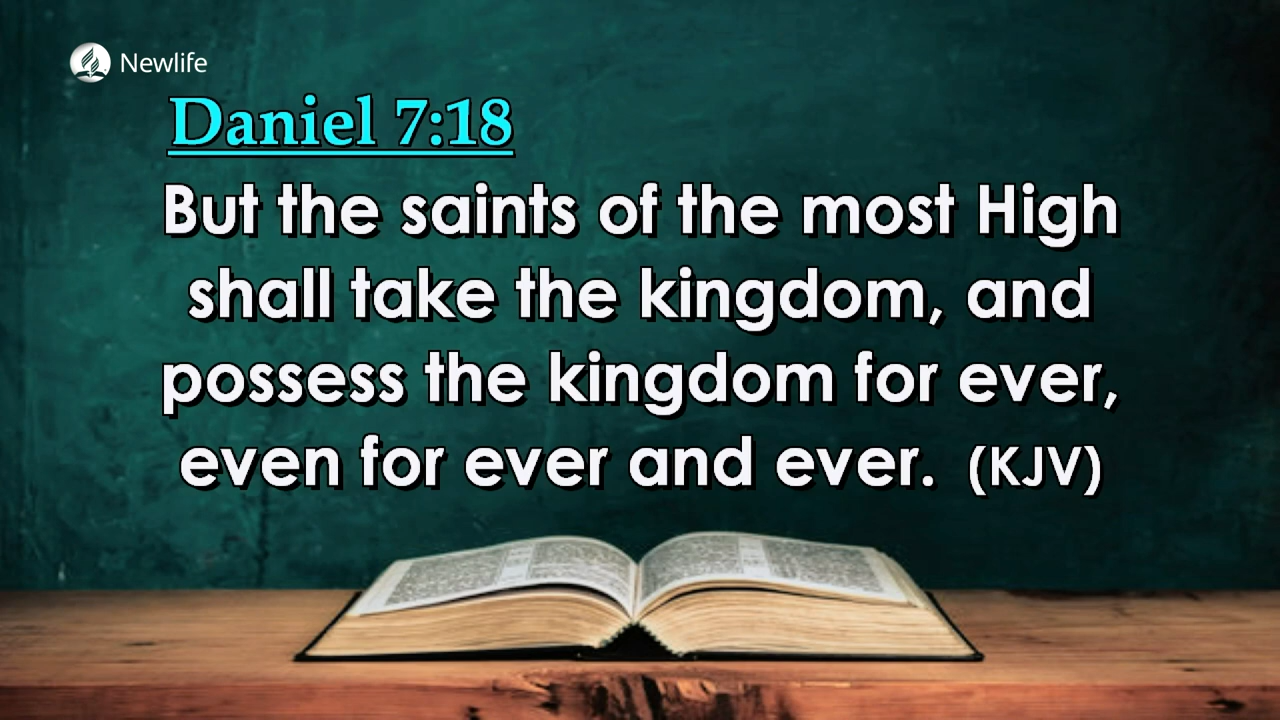 Newlife
Daniel 7:18
But the saints of the most High
shall take the kingdom, and
possess the kingdom for ever,
even for ever and ever. (KJV)